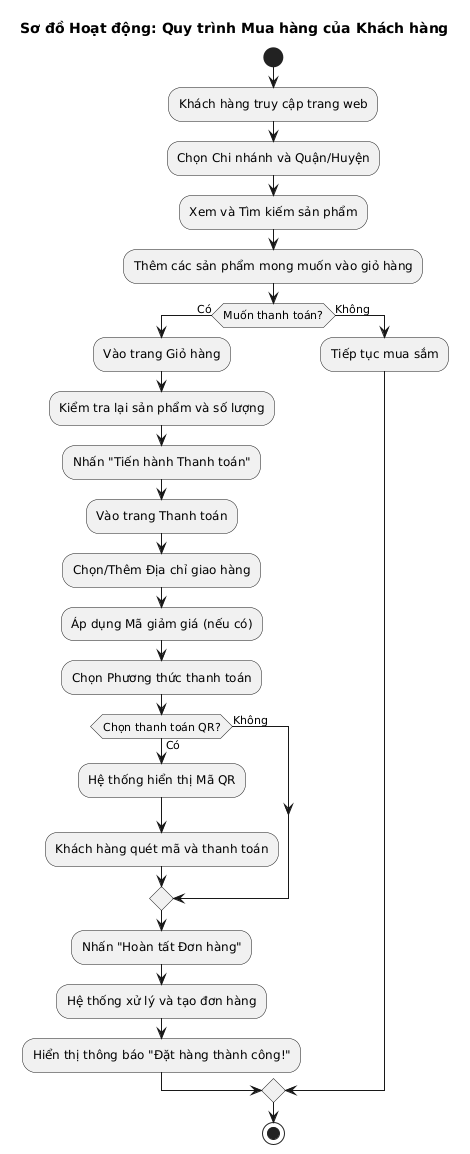 Sơ đồ Hoạt động: Quy trình Mua hàng của Khách hàng
Khách hàng truy cập trang web
Chọn Chi nhánh và Quận/Huyện
Xem và Tìm kiếm sản phẩm
Thêm các sản phẩm mong muốn vào giỏ hàng
Có
Muốn thanh toán?
Không
Vào trang Giỏ hàng
Tiếp tục mua sắm
Kiểm tra lại sản phẩm và số lượng
Nhấn "Tiến hành Thanh toán"
Vào trang Thanh toán
Chọn/Thêm Địa chỉ giao hàng
Áp dụng Mã giảm giá (nếu có)
Chọn Phương thức thanh toán
Chọn thanh toán QR?
Không
Có
Hệ thống hiển thị Mã QR
Khách hàng quét mã và thanh toán
Nhấn "Hoàn tất Đơn hàng"
Hệ thống xử lý và tạo đơn hàng
Hiển thị thông báo "Đặt hàng thành công!"